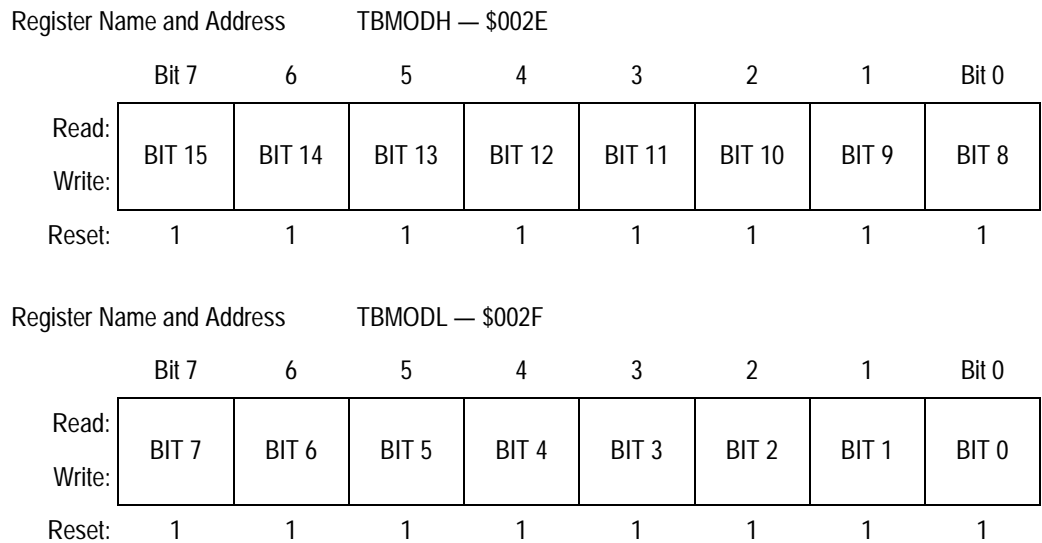 Register Name and Address TBMODH — $002E
Bit 7 6 5 4 3 2 1 Bit 0
Read:
BIT 15 BIT 14 BIT 13 BIT 12 BIT 11 BIT 10 BIT 9 BIT 8
Write:
Reset: 1 1 1 1 1 1 1 1
Register Name and Address TBMODL — $002F
Bit 7 6 5 4 3 2 1 Bit 0
Read:
BIT 7 BIT 6 BIT 5 BIT 4 BIT 3 BIT 2 BIT 1 BIT 0
Write:
Reset: 1 1 1 1 1 1 1 1